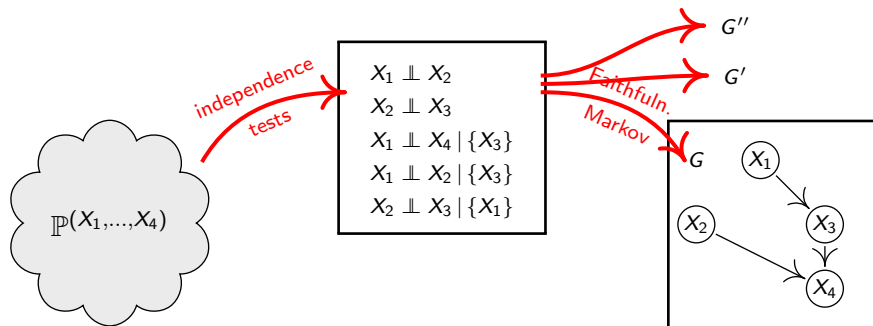 ℙ(X₁,...,X₄)
independence
tests
X₁ ⫫ X₂
X₂ ⫫ X₃
X₁ ⫫ X₄ | {X₃}
X₁ ⫫ X₂ | {X₃}
X₂ ⫫ X₃ | {X₁}
Faithfuln.
Markov
G′′
G′
G
X₁
X₂
X₃
X₄